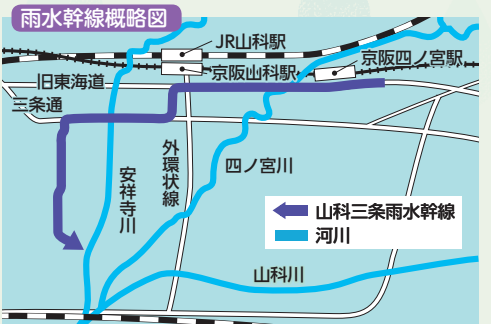 雨水幹線概略図
JR山科駅
京阪山科駅
京阪四ノ宮駅
旧東海道
三条通
外環状線
安祥寺川
四ノ宮川
山科三条雨水幹線
河川
山科川